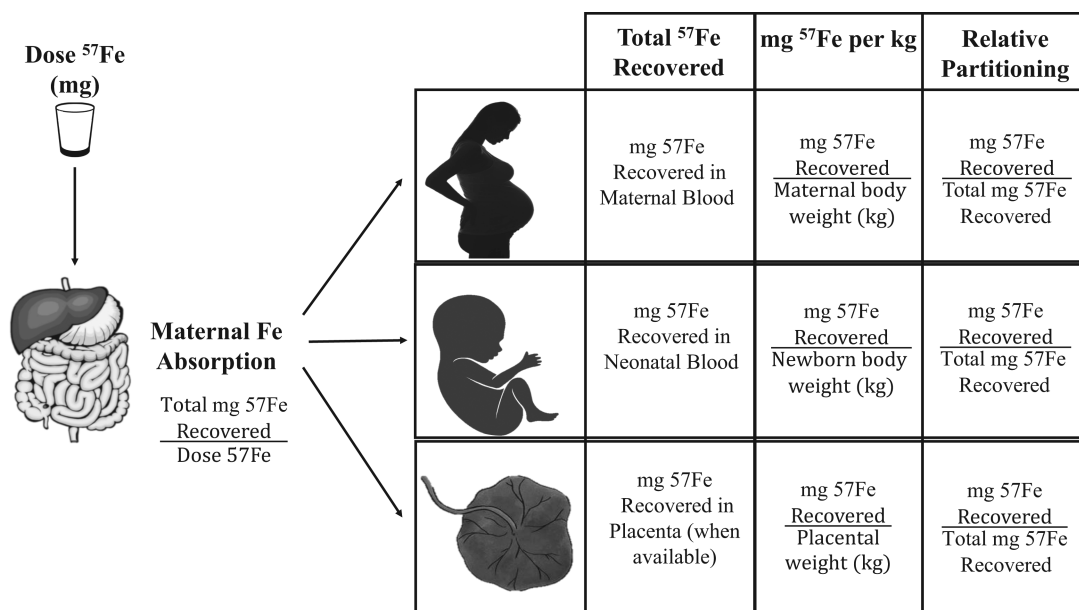 Dose ⁵⁷Fe
(mg)
Maternal Fe
Absorption
Total mg 57Fe
Recovered
Dose 57Fe
Total ⁵⁷Fe
Recovered
mg ⁵⁷Fe per kg
Relative
Partitioning
mg 57Fe
Recovered in
Maternal Blood
mg 57Fe
Recovered
Maternal body
weight (kg)
mg 57Fe
Recovered
Total mg 57Fe
Recovered
mg 57Fe
Recovered in
Neonatal Blood
mg 57Fe
Recovered
Newborn body
weight (kg)
mg 57Fe
Recovered
Total mg 57Fe
Recovered
mg 57Fe
Recovered in
Placenta (when
available)
mg 57Fe
Recovered
Placental
weight (kg)
mg 57Fe
Recovered
Total mg 57Fe
Recovered